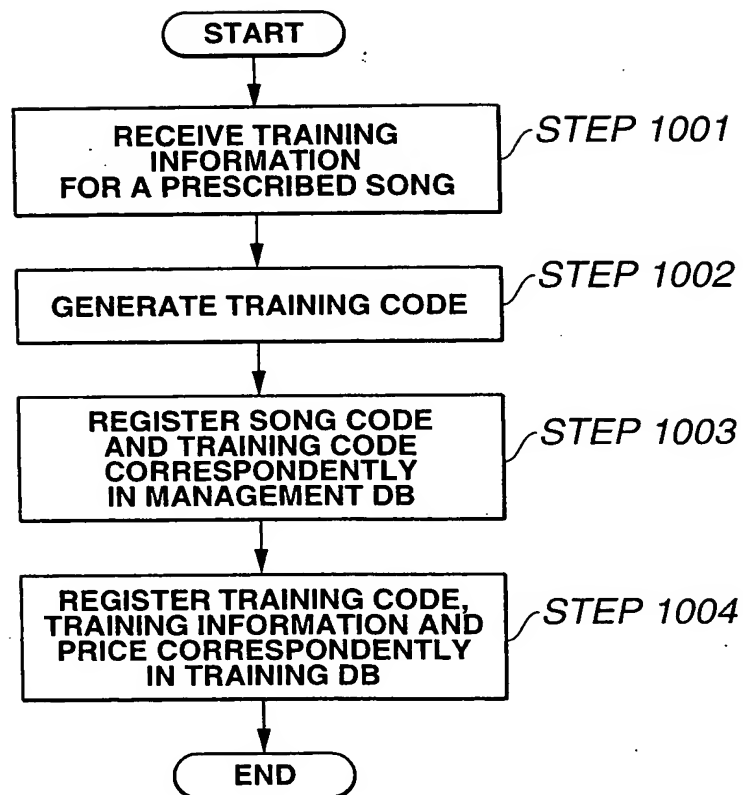 START
RECEIVE TRAINING
INFORMATION
FOR A PRESCRIBED SONG
STEP 1001
GENERATE TRAINING CODE
STEP 1002
REGISTER SONG CODE
AND TRAINING CODE
CORRESPONDENTLY
IN MANAGEMENT DB
STEP 1003
REGISTER TRAINING CODE,
TRAINING INFORMATION AND
PRICE CORRESPONDENTLY
IN TRAINING DB
STEP 1004
END